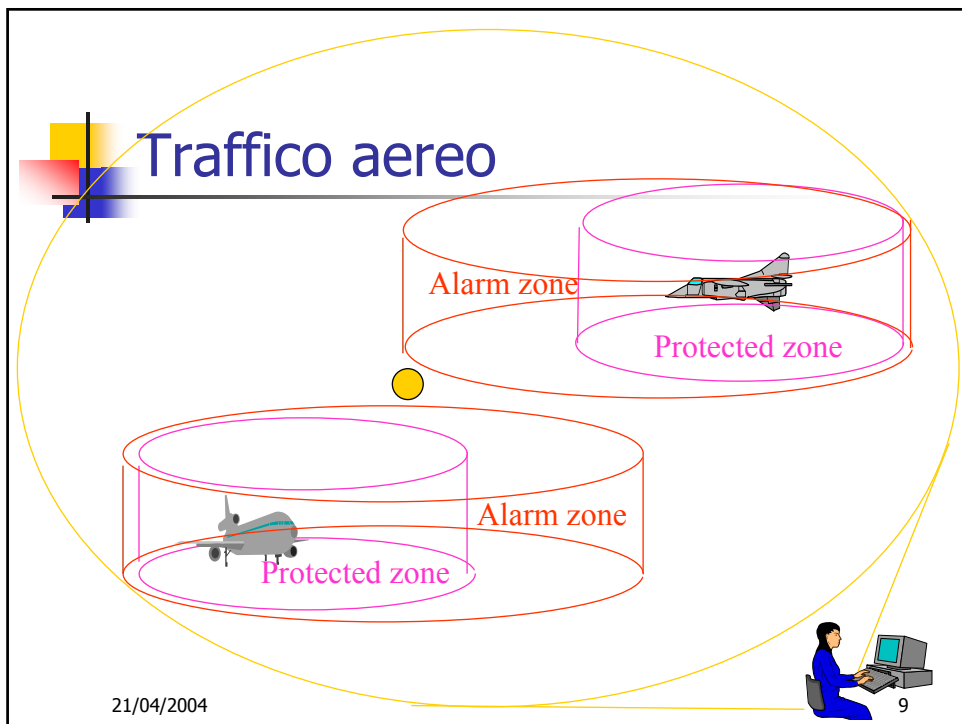 Traffico aereo
Alarm zone
Protected zone
Alarm zone
Protected zone
21/04/2004
9